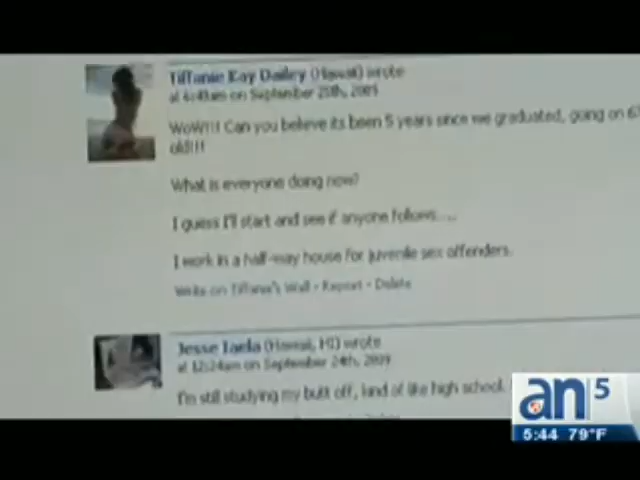 Tiffanie Kay Dailey (Hawaii) wrote
at 4:49am on September 20th, 2009
WoW!!! Can you believe its been 5 years since we graduated, going on 6
old!!!
What is everyone doing now?
I guess I'll start and see if anyone follows....
I work in a half-way house for juvenile sex offenders.
Write on Tiffanie's Wall - Report - Delete
Jesse (Hawaii, HI) wrote
at 12:24am on September 24th, 2009
I'm still studying my butt off, kind of like high school.
an 5
5:44 79°F